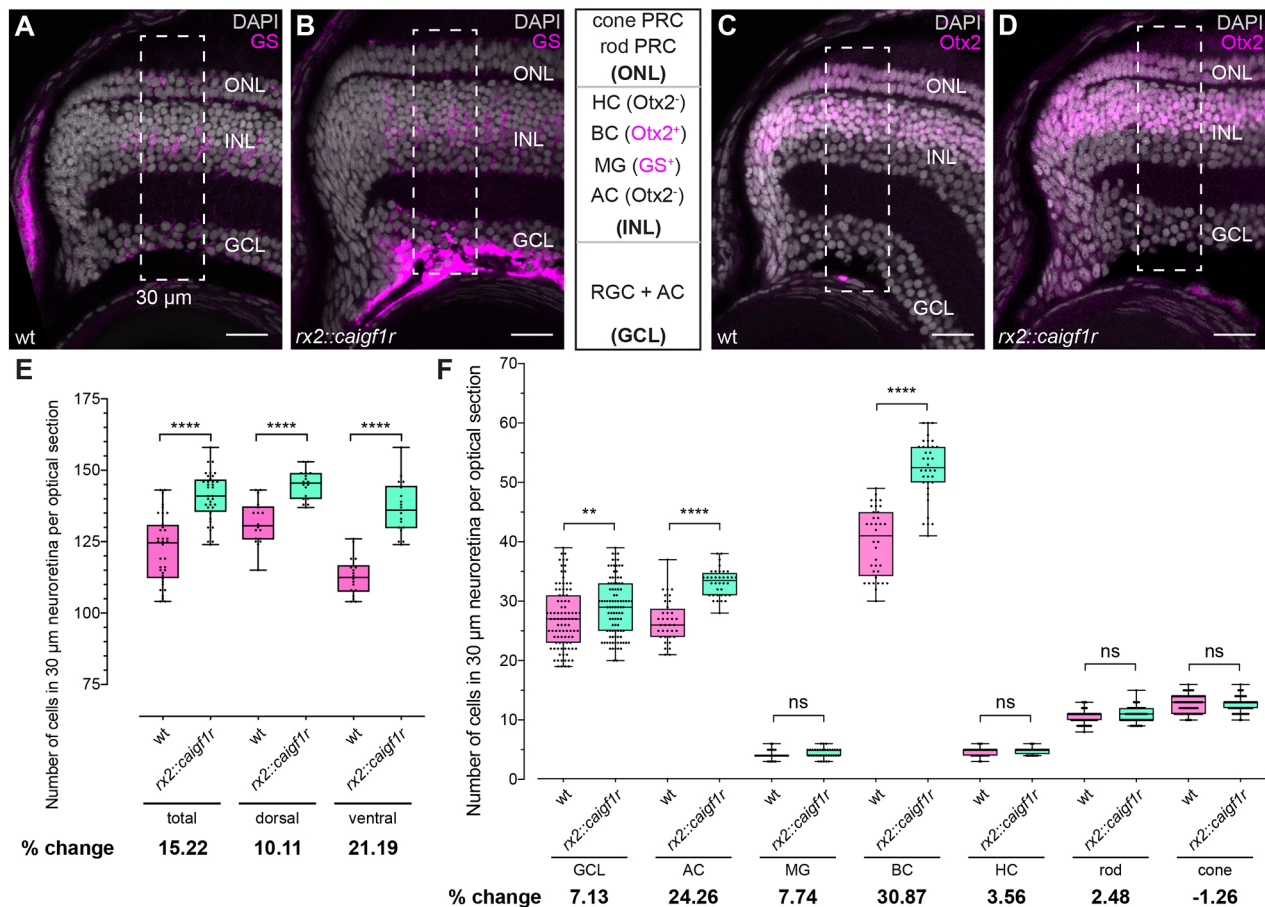 A
DAPI
GS
ONL
INL
GCL
30 µm
wt
B
DAPI
GS
ONL
INL
GCL
rx2::caigf1r
cone PRC
rod PRC
(ONL)
HC (Otx2-)
BC (Otx2+)
MG (GS+)
AC (Otx2-)
(INL)
RGC + AC
(GCL)
C
DAPI
Otx2
ONL
INL
GCL
wt
D
DAPI
Otx2
ONL
INL
GCL
rx2::caigf1r
E
Number of cells in 30 µm neuroretina per optical section
175
150
125
100
75
**** **** ****
wt rx2::caigf1r wt rx2::caigf1r wt rx2::caigf1r
total dorsal ventral
% change 15.22 10.11 21.19
F
Number of cells in 30 µm neuroretina per optical section
70
60
50
40
30
20
10
0
** **** ns **** ns ns ns
wt rx2::caigf1r wt rx2::caigf1r wt rx2::caigf1r wt rx2::caigf1r wt rx2::caigf1r wt rx2::caigf1r wt rx2::caigf1r
GCL AC MG BC HC rod cone
% change 7.13 24.26 7.74 30.87 3.56 2.48 -1.26